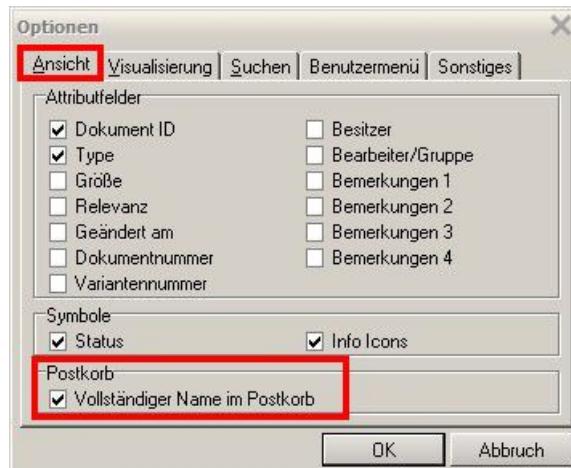 Optionen
Ansicht Visualisierung Suchen Benutzermenü Sonstiges
Attributfelder
Dokument ID Besitzer
Type Bearbeiter/Gruppe
Größe Bemerkungen 1
Relevanz Bemerkungen 2
Geändert am Bemerkungen 3
Dokumentnummer Bemerkungen 4
Variantennummer
Symbole
Status Info Icons
Postkorb
Vollständiger Name im Postkorb
OK Abbruch